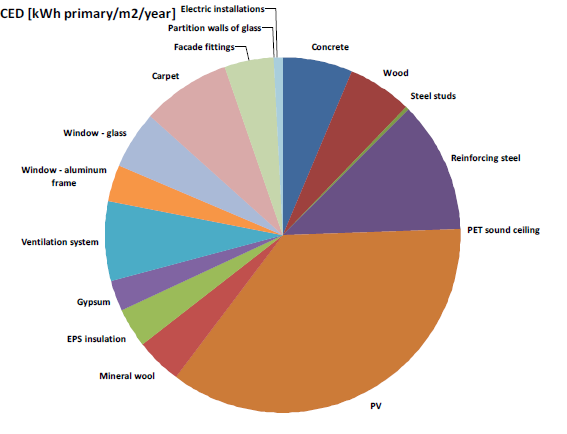 CED [kWh primary/m2/year]
Electric installations
Partition walls of glass
Facade fittings
Concrete
Carpet
Wood
Steel studs
Window - glass
Reinforcing steel
Window - aluminum
frame
PET sound ceiling
Ventilation system
Gypsum
EPS insulation
Mineral wool
PV